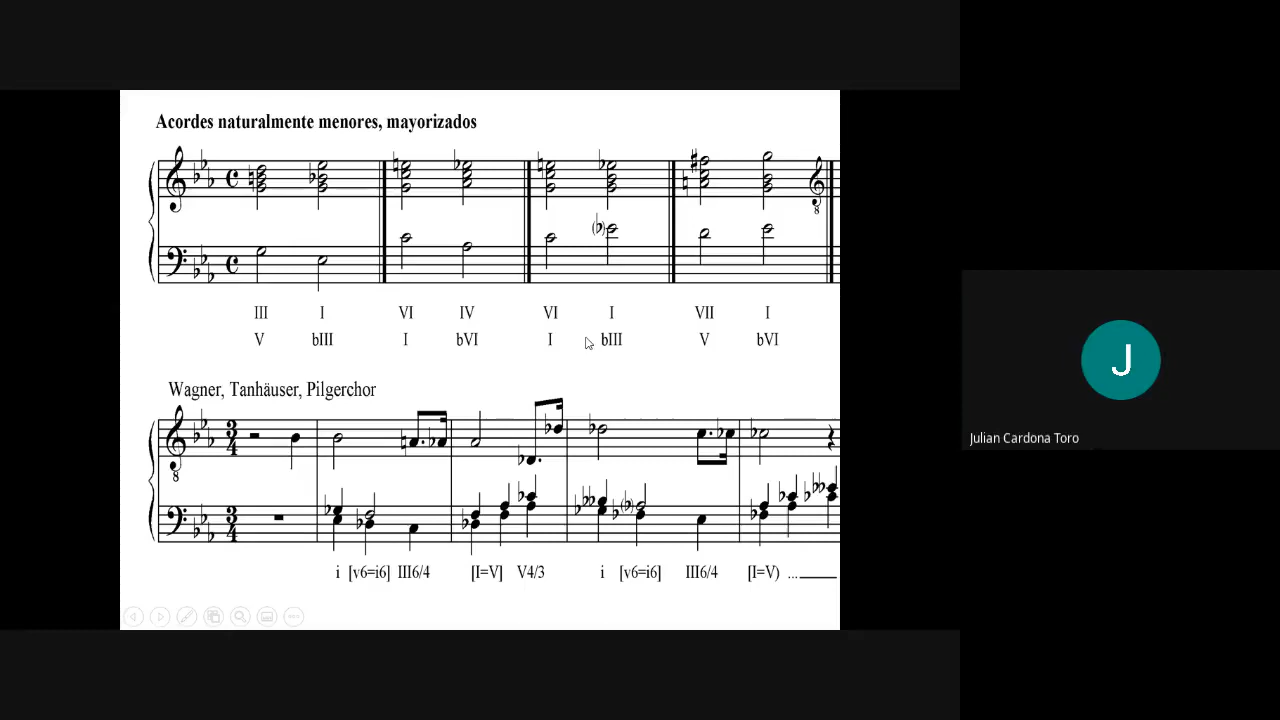 Acordes naturalmente menores, mayorizados
III I VI IV VI I VII I
V bIII I bVI I bIII V bVI
Wagner, Tanhäuser, Pilgerchor
i [v6=i6] III6/4 [I=V] V4/3 i [v6=i6] III6/4 [I=V) ...
J
Julian Cardona Toro